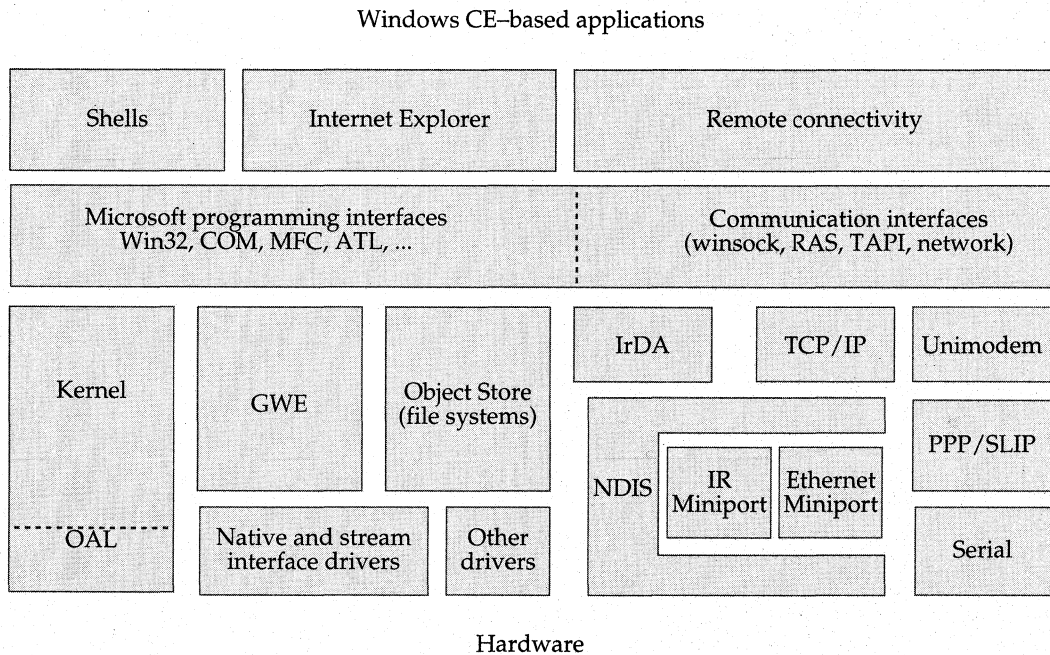 Windows CE–based applications
Shells
Internet Explorer
Remote connectivity
Microsoft programming interfaces
Win32, COM, MFC, ATL, ...
Communication interfaces
(winsock, RAS, TAPI, network)
Kernel
OAL
GWE
Object Store
(file systems)
Native and stream
interface drivers
Other
drivers
IrDA
TCP/IP
Unimodem
NDIS
IR
Miniport
Ethernet
Miniport
PPP/SLIP
Serial
Hardware